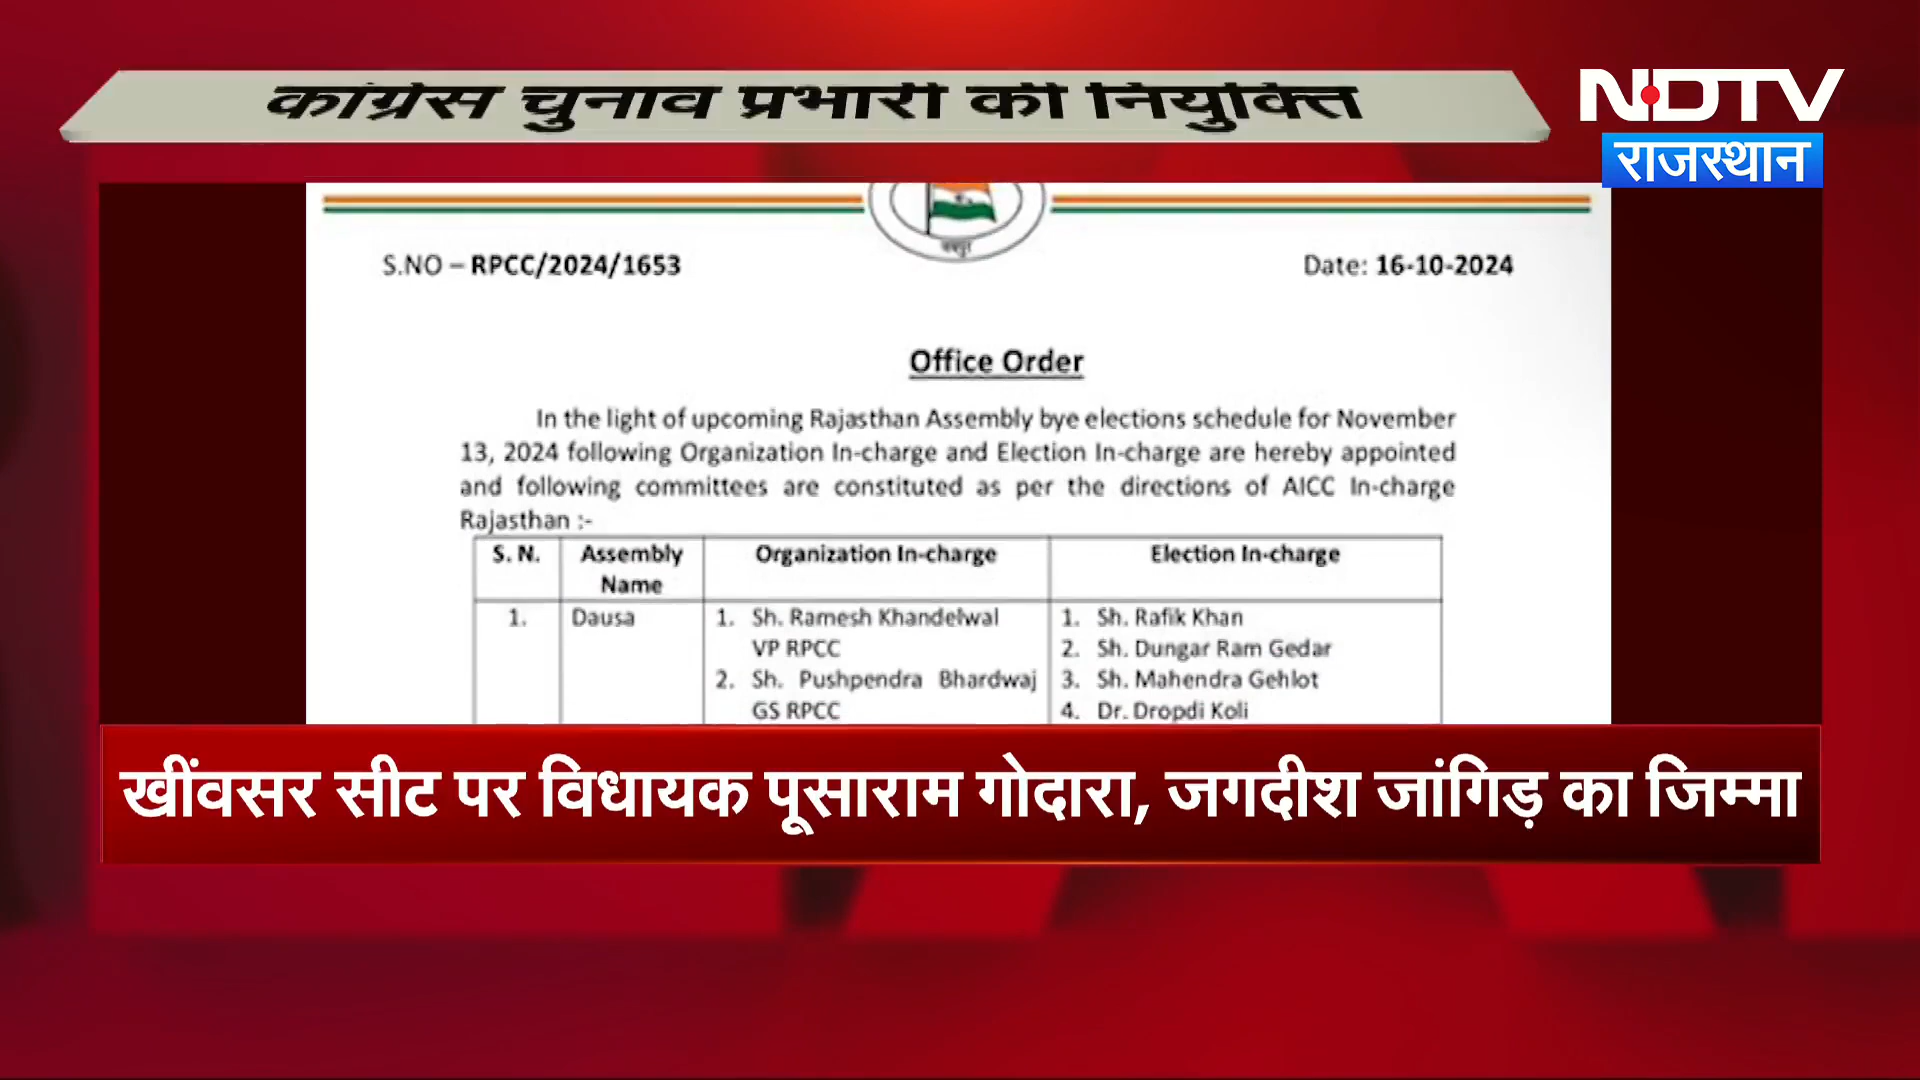 कांग्रेस चुनाव प्रभारी की नियुक्ति
NDTV
राजस्थान
S.NO – RPCC/2024/1653
Date: 16-10-2024
Office Order
In the light of upcoming Rajasthan Assembly bye elections schedule for November
13, 2024 following Organization In-charge and Election In-charge are hereby appointed
and following committees are constituted as per the directions of AICC In-charge
Rajasthan :-
S. N. Assembly Name Organization In-charge Election In-charge
1. Dausa 1. Sh. Ramesh Khandelwal 1. Sh. Rafik Khan
VP RPCC 2. Sh. Dungar Ram Gedar
2. Sh. Pushpendra Bhardwaj 3. Sh. Mahendra Gehlot
GS RPCC 4. Dr. Dropdi Koli
खींवसर सीट पर विधायक पूसाराम गोदारा, जगदीश जांगिड़ का जिम्मा